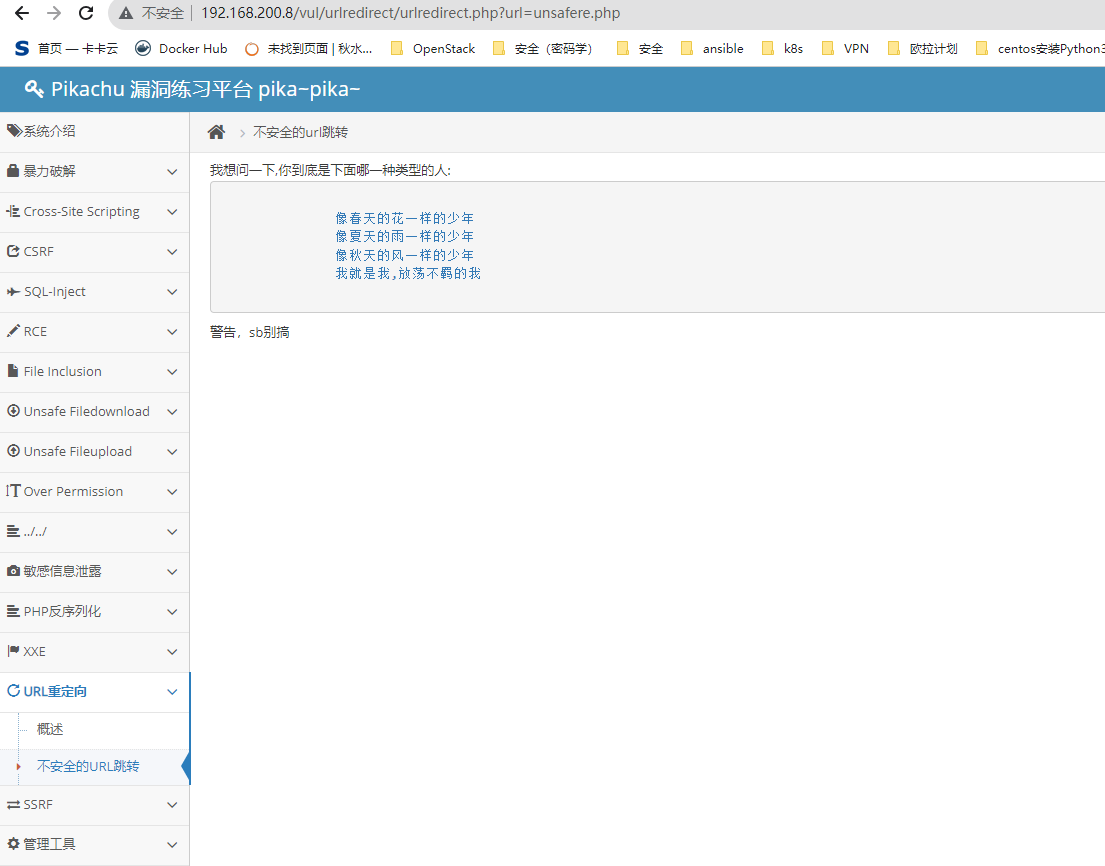 不安全 192.168.200.8/vul/urlredirect/urlredirect.php?url=unsafere.php
首页 — 卡卡云 Docker Hub 未找到页面 | 秋水... OpenStack 安全（密码学） 安全 ansible k8s VPN 欧拉计划 centos安装Python3
Pikachu 漏洞练习平台 pika~pika~
系统介绍
暴力破解
Cross-Site Scripting
CSRF
SQL-Inject
RCE
File Inclusion
Unsafe Filedownload
Unsafe Fileupload
Over Permission
../../
敏感信息泄露
PHP反序列化
XXE
URL重定向
概述
不安全的URL跳转
SSRF
管理工具
不安全的url跳转
我想问一下,你到底是下面哪一种类型的人:
像春天的花一样的少年
像夏天的雨一样的少年
像秋天的风一样的少年
我就是我,放荡不羁的我
警告，sb别搞